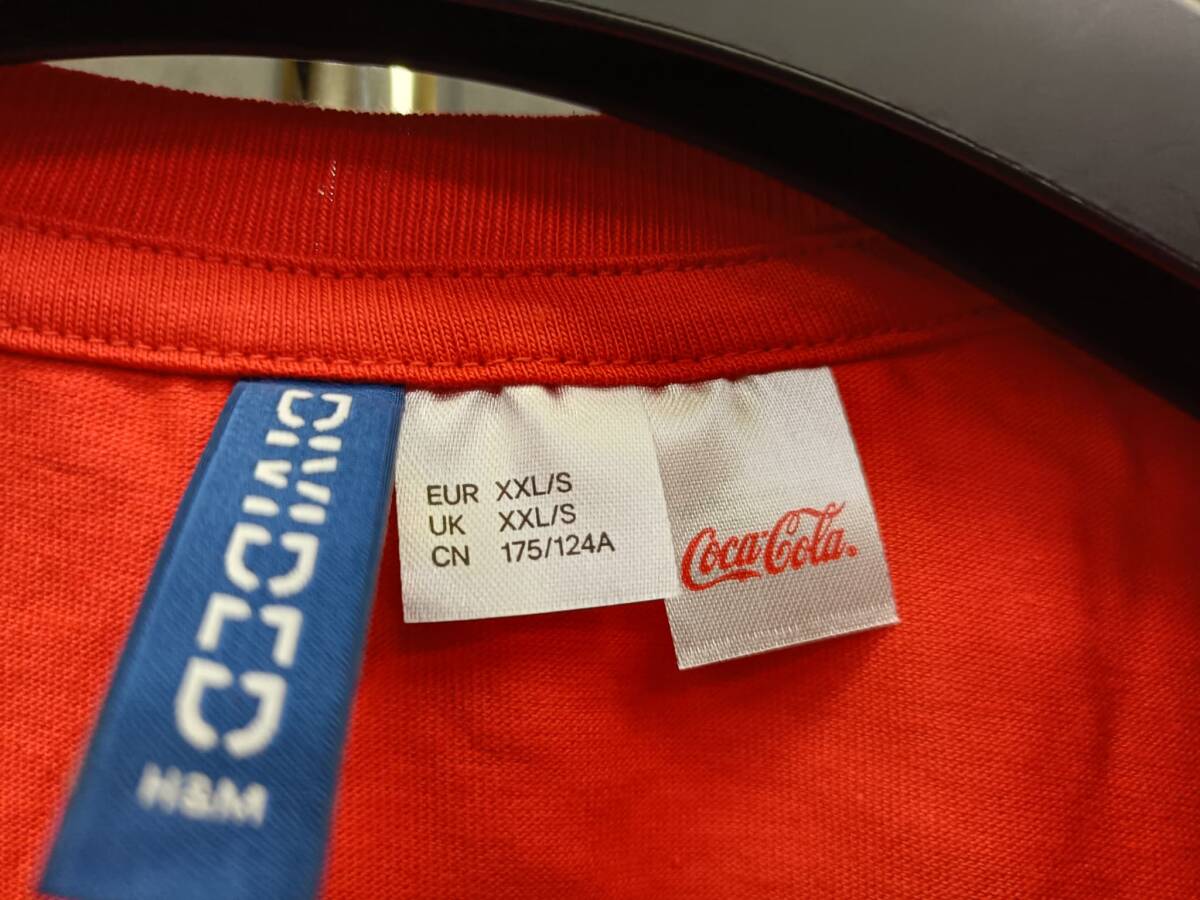 DIVIDED
H&M
EUR XXL/S
UK XXL/S
CN 175/124A
Coca-Cola